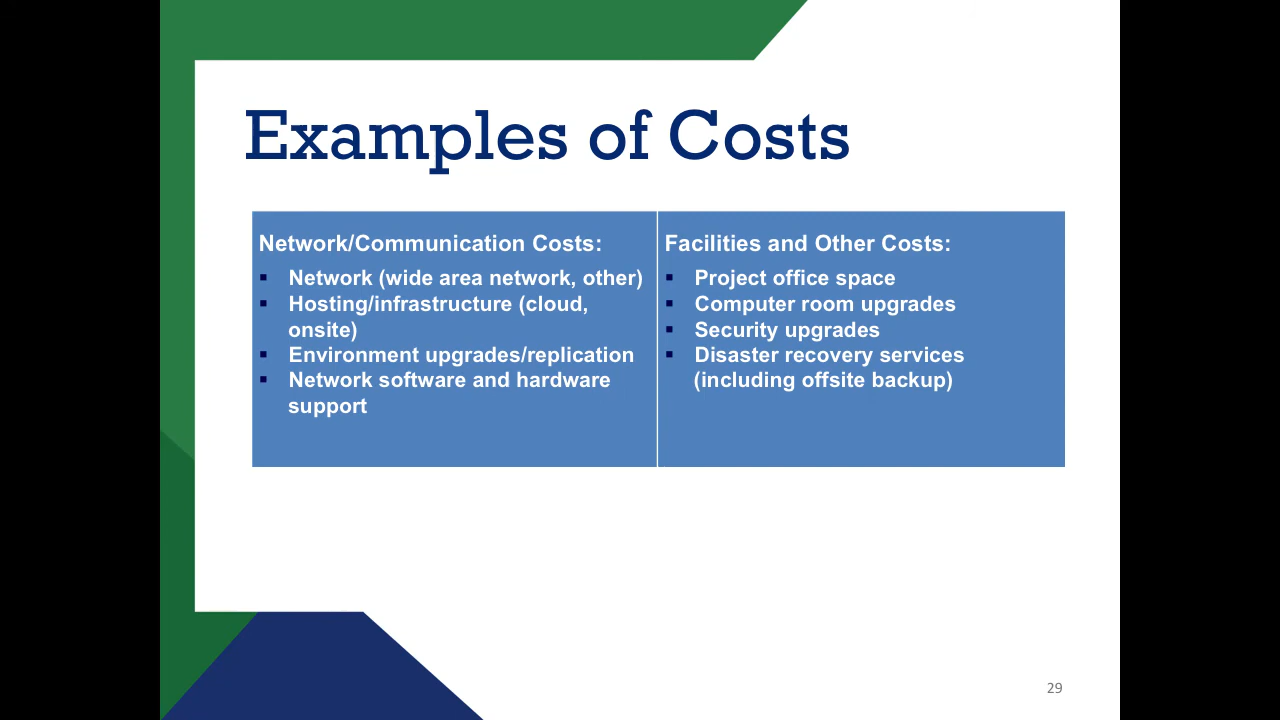 Examples of Costs
Network/Communication Costs:
▪ Network (wide area network, other)
▪ Hosting/infrastructure (cloud,
onsite)
▪ Environment upgrades/replication
▪ Network software and hardware
support
Facilities and Other Costs:
▪ Project office space
▪ Computer room upgrades
▪ Security upgrades
▪ Disaster recovery services
(including offsite backup)
29